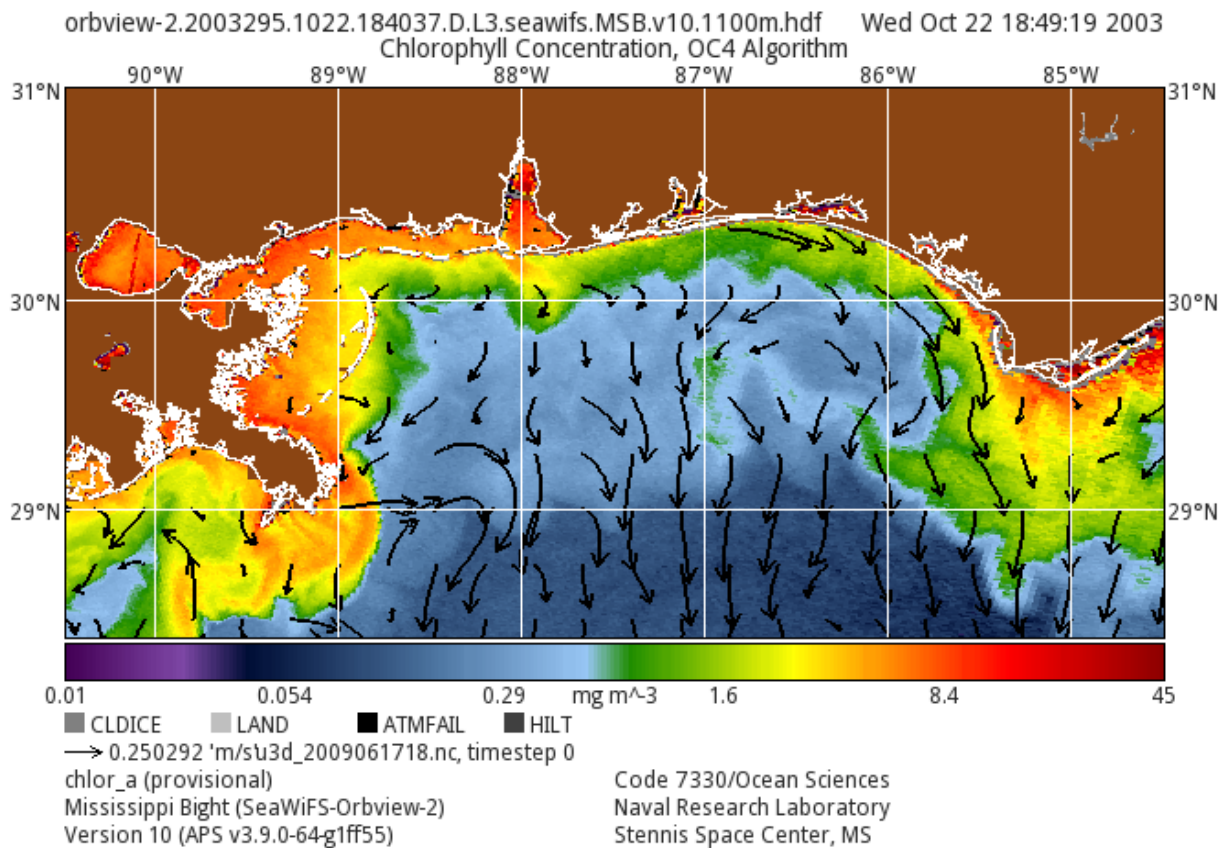 orbview-2.2003295.1022.184037.D.L3.seawifs.MSB.v10.1100m.hdf Wed Oct 22 18:49:19 2003
Chlorophyll Concentration, OC4 Algorithm
90°W 89°W 88°W 87°W 86°W 85°W
31°N 31°N
30°N 30°N
29°N 29°N
0.01 0.054 0.29 mg m^-3 1.6 8.4 45
CLDICE LAND ATMFAIL HILT
0.250292 'm/s'u3d_2009061718.nc, timestep 0
chlor_a (provisional) Code 7330/Ocean Sciences
Mississippi Bight (SeaWiFS-Orbview-2) Naval Research Laboratory
Version 10 (APS v3.9.0-64-g1ff55) Stennis Space Center, MS